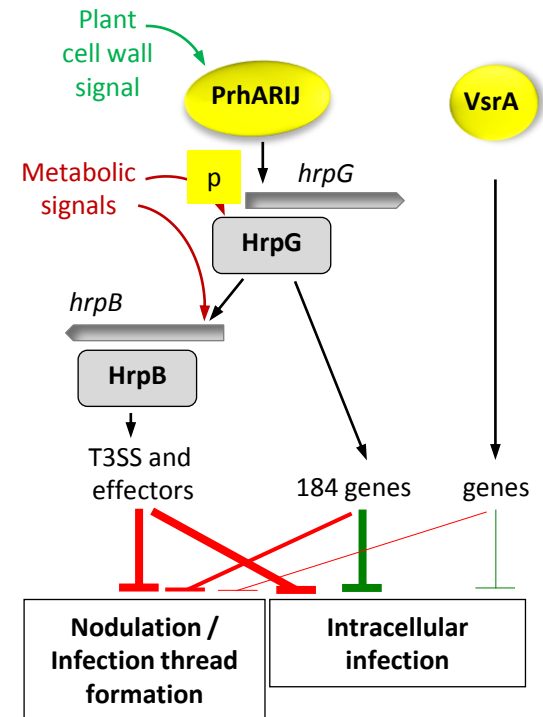 Plant
cell wall
signal
PrhARIJ
VsrA
Metabolic
signals
p
hrpG
HrpG
hrpB
HrpB
T3SS and
effectors
184 genes
genes
Nodulation /
Infection thread
formation
Intracellular
infection